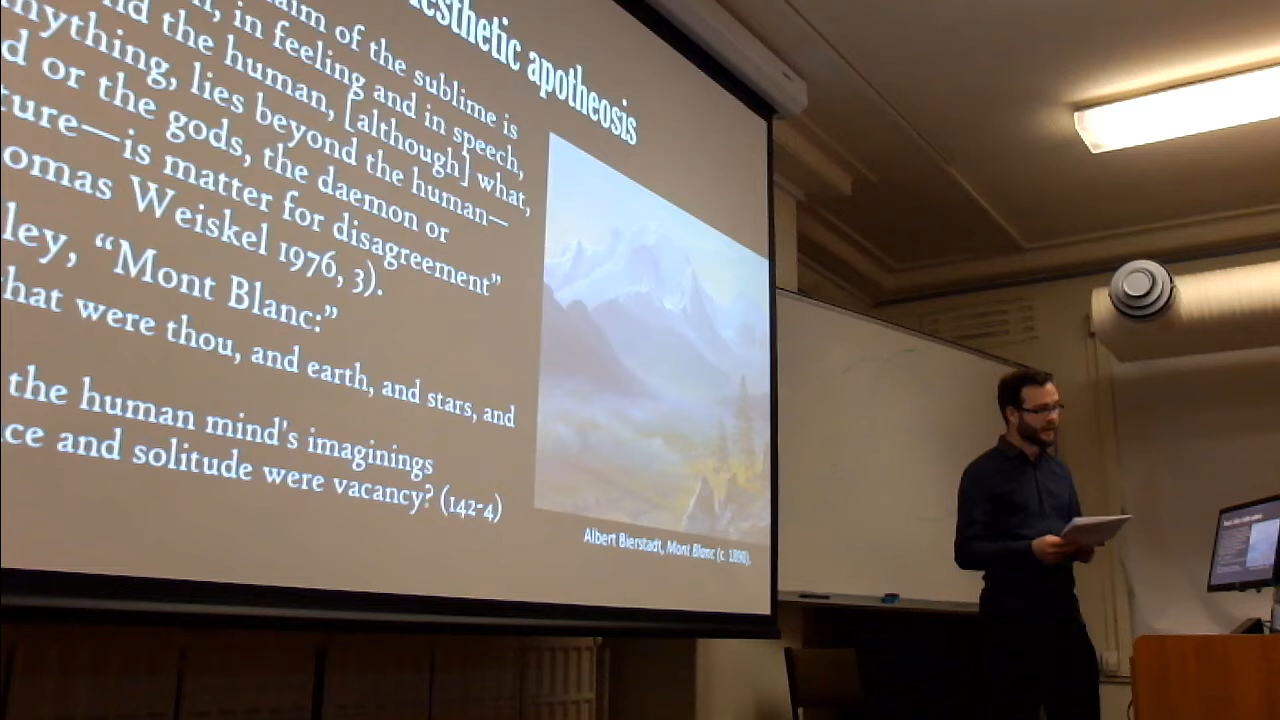 aesthetic apotheosis
aim of the sublime is
in feeling and in speech,
the human, [although] what,
nything, lies beyond the human—
d or the gods, the daemon or
ture—is matter for disagreement”
omas Weiskel 1976, 3).
ley, “Mont Blanc:”
hat were thou, and earth, and stars, and
the human mind's imaginings
ce and solitude were vacancy? (142-4)
Albert Bierstadt, Mont Blanc (c. 1890).